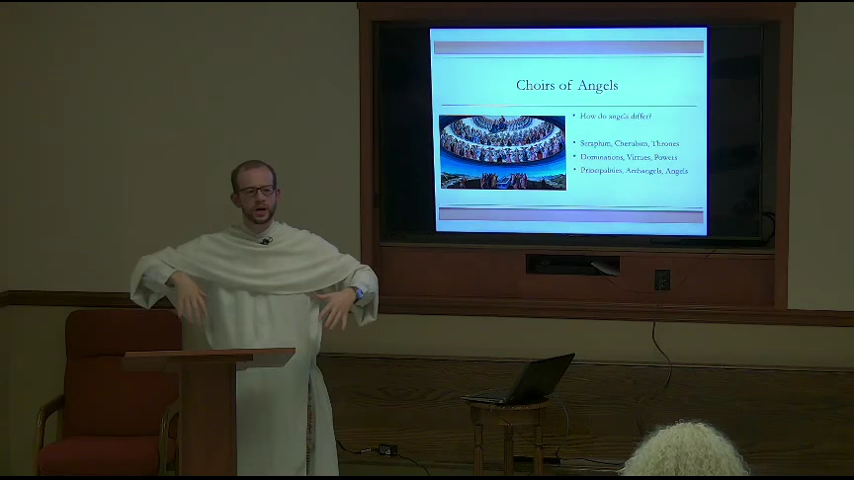 Choirs of Angels
• How do angels differ?
• Seraphim, Cherubim, Thrones
• Dominations, Virtues, Powers
• Principalities, Archangels, Angels